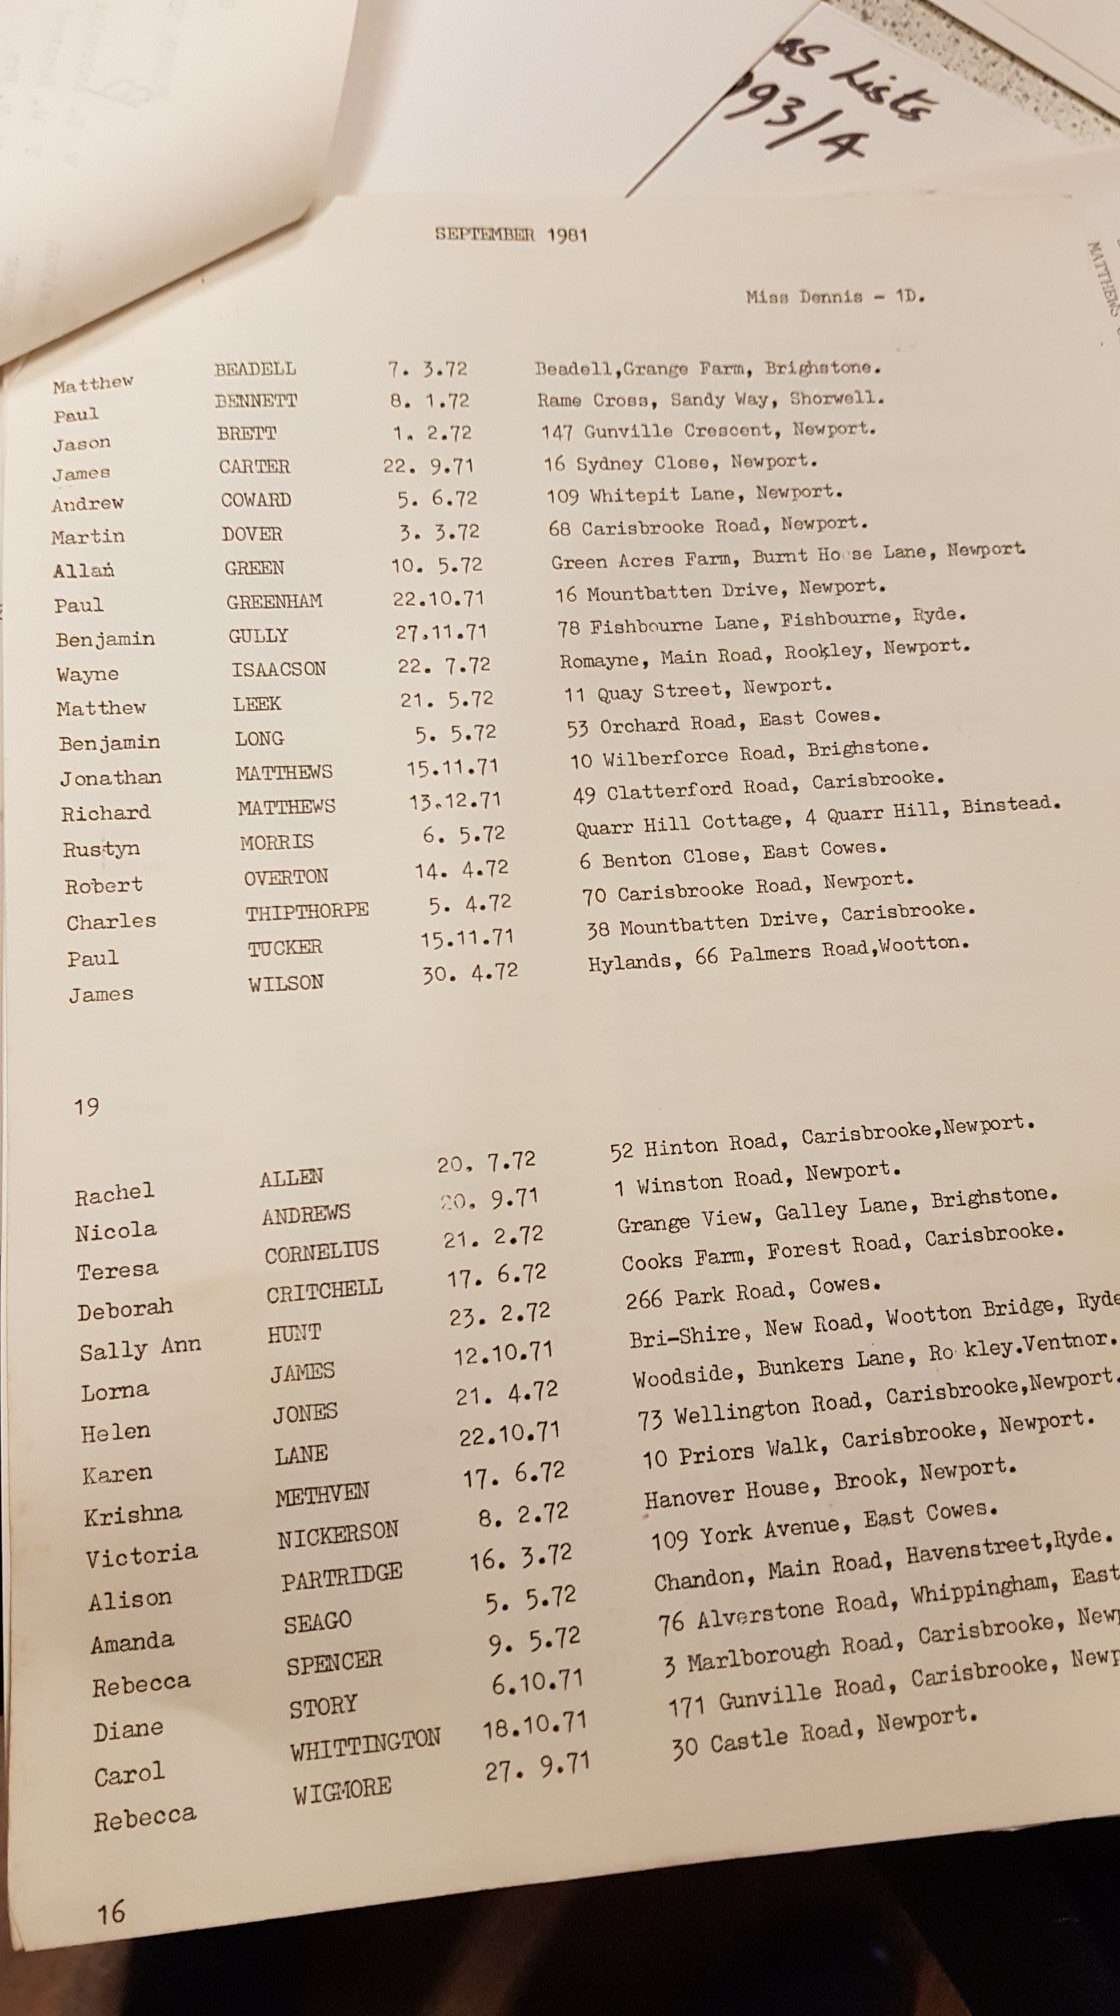 ss Lists
993/4
SEPTEMBER 1981
Miss Dennis - 1D.
MATTHEWS
Matthew BEADELL 7. 3.72 Beadell,Grange Farm, Brighstone.
Paul BENNETT 8. 1.72 Rame Cross, Sandy Way, Shorwell.
Jason BRETT 1. 2.72 147 Gunville Crescent, Newport.
James CARTER 22. 9.71 16 Sydney Close, Newport.
Andrew COWARD 5. 6.72 109 Whitepit Lane, Newport.
Martin DOVER 3. 3.72 68 Carisbrooke Road, Newport.
Allan GREEN 10. 5.72 Green Acres Farm, Burnt Ho se Lane, Newport.
Paul GREENHAM 22.10.71 16 Mountbatten Drive, Newport.
Benjamin GULLY 27.11.71 78 Fishbourne Lane, Fishbourne, Ryde.
Wayne ISAACSON 22. 7.72 Romayne, Main Road, Rookley, Newport.
Matthew LEEK 21. 5.72 11 Quay Street, Newport.
Benjamin LONG 5. 5.72 53 Orchard Road, East Cowes.
Jonathan MATTHEWS 15.11.71 10 Wilberforce Road, Brighstone.
Richard MATTHEWS 13.12.71 49 Clatterford Road, Carisbrooke.
Rustyn MORRIS 6. 5.72 Quarr Hill Cottage, 4 Quarr Hill, Binstead.
Robert OVERTON 14. 4.72 6 Benton Close, East Cowes.
Charles THIPTHORPE 5. 4.72 70 Carisbrooke Road, Newport.
Paul TUCKER 15.11.71 38 Mountbatten Drive, Carisbrooke.
James WILSON 30. 4.72 Hylands, 66 Palmers Road,Wootton.
19
Rachel ALLEN 20. 7.72 52 Hinton Road, Carisbrooke,Newport.
Nicola ANDREWS 20. 9.71 1 Winston Road, Newport.
Teresa CORNELIUS 21. 2.72 Grange View, Galley Lane, Brighstone.
Deborah CRITCHELL 17. 6.72 Cooks Farm, Forest Road, Carisbrooke.
Sally Ann HUNT 23. 2.72 266 Park Road, Cowes.
Lorna JAMES 12.10.71 Bri-Shire, New Road, Wootton Bridge, Ryde
Helen JONES 21. 4.72 Woodside, Bunkers Lane, Ro kley.Ventnor.
Karen LANE 22.10.71 73 Wellington Road, Carisbrooke,Newport.
Krishna METHVEN 17. 6.72 10 Priors Walk, Carisbrooke, Newport.
Victoria NICKERSON 8. 2.72 Hanover House, Brook, Newport.
Alison PARTRIDGE 16. 3.72 109 York Avenue, East Cowes.
Amanda SEAGO 5. 5.72 Chandon, Main Road, Havenstreet,Ryde.
Rebecca SPENCER 9. 5.72 76 Alverstone Road, Whippingham, East
Diane STORY 6.10.71 3 Marlborough Road, Carisbrooke, Newp
Carol WHITTINGTON 18.10.71 171 Gunville Road, Carisbrooke, Newp
Rebecca WIGMORE 27. 9.71 30 Castle Road, Newport.
16